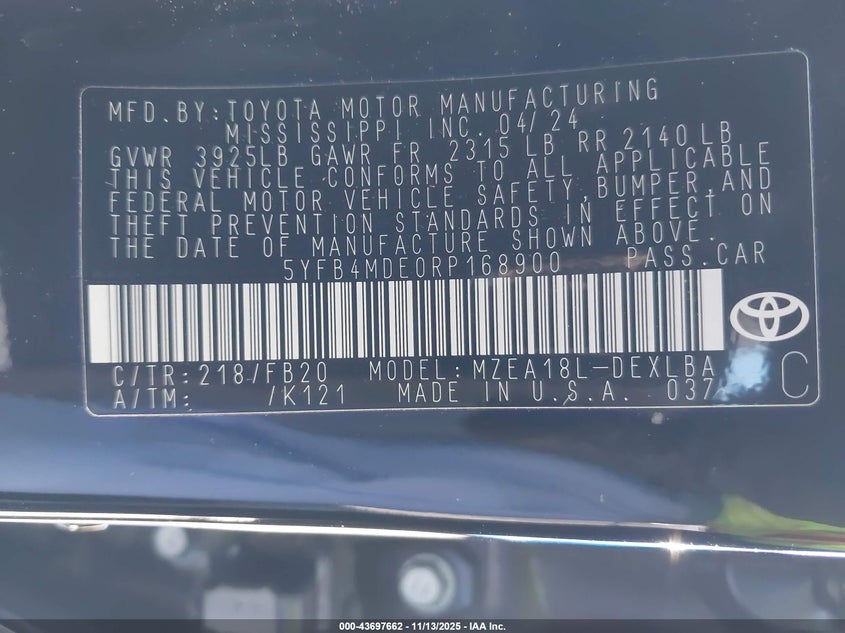 MFD.BY:TOYOTA MOTOR MANUFACTURING
MISSISSIPPI INC. 04/24
GVWR 3925LB GAWR FR 2315 LB RR 2140 LB
THIS VEHICLE CONFORMS TO ALL APPLICABLE
FEDERAL MOTOR VEHICLE SAFETY,BUMPER,AND
THEFT PREVENTION STANDARDS IN EFFECT ON
THE DATE OF MANUFACTURE SHOWN ABOVE.
5YFB4MDE0RP168900 PASS.CAR
C/TR:218/FB20 MODEL:MZEA18L-DEXLBA
A/TM: /K121 MADE IN U.S.A. 037
C
000-43697662 - 11/13/2025 - IAA Inc.